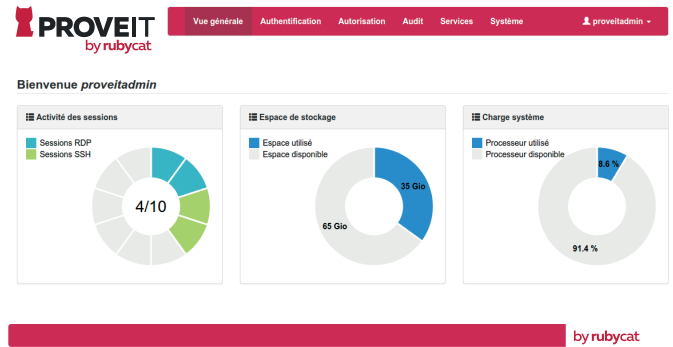 PROVEIT
by rubycat
Vue générale Authentification Autorisation Audit Services Système proveitadmin
Bienvenue proveitadmin
Activité des sessions
Sessions RDP
Sessions SSH
4/10
Espace de stockage
Espace utilisé
Espace disponible
35 Gio
65 Gio
Charge système
Processeur utilisé
Processeur disponible
8.6 %
91.4 %
by rubycat